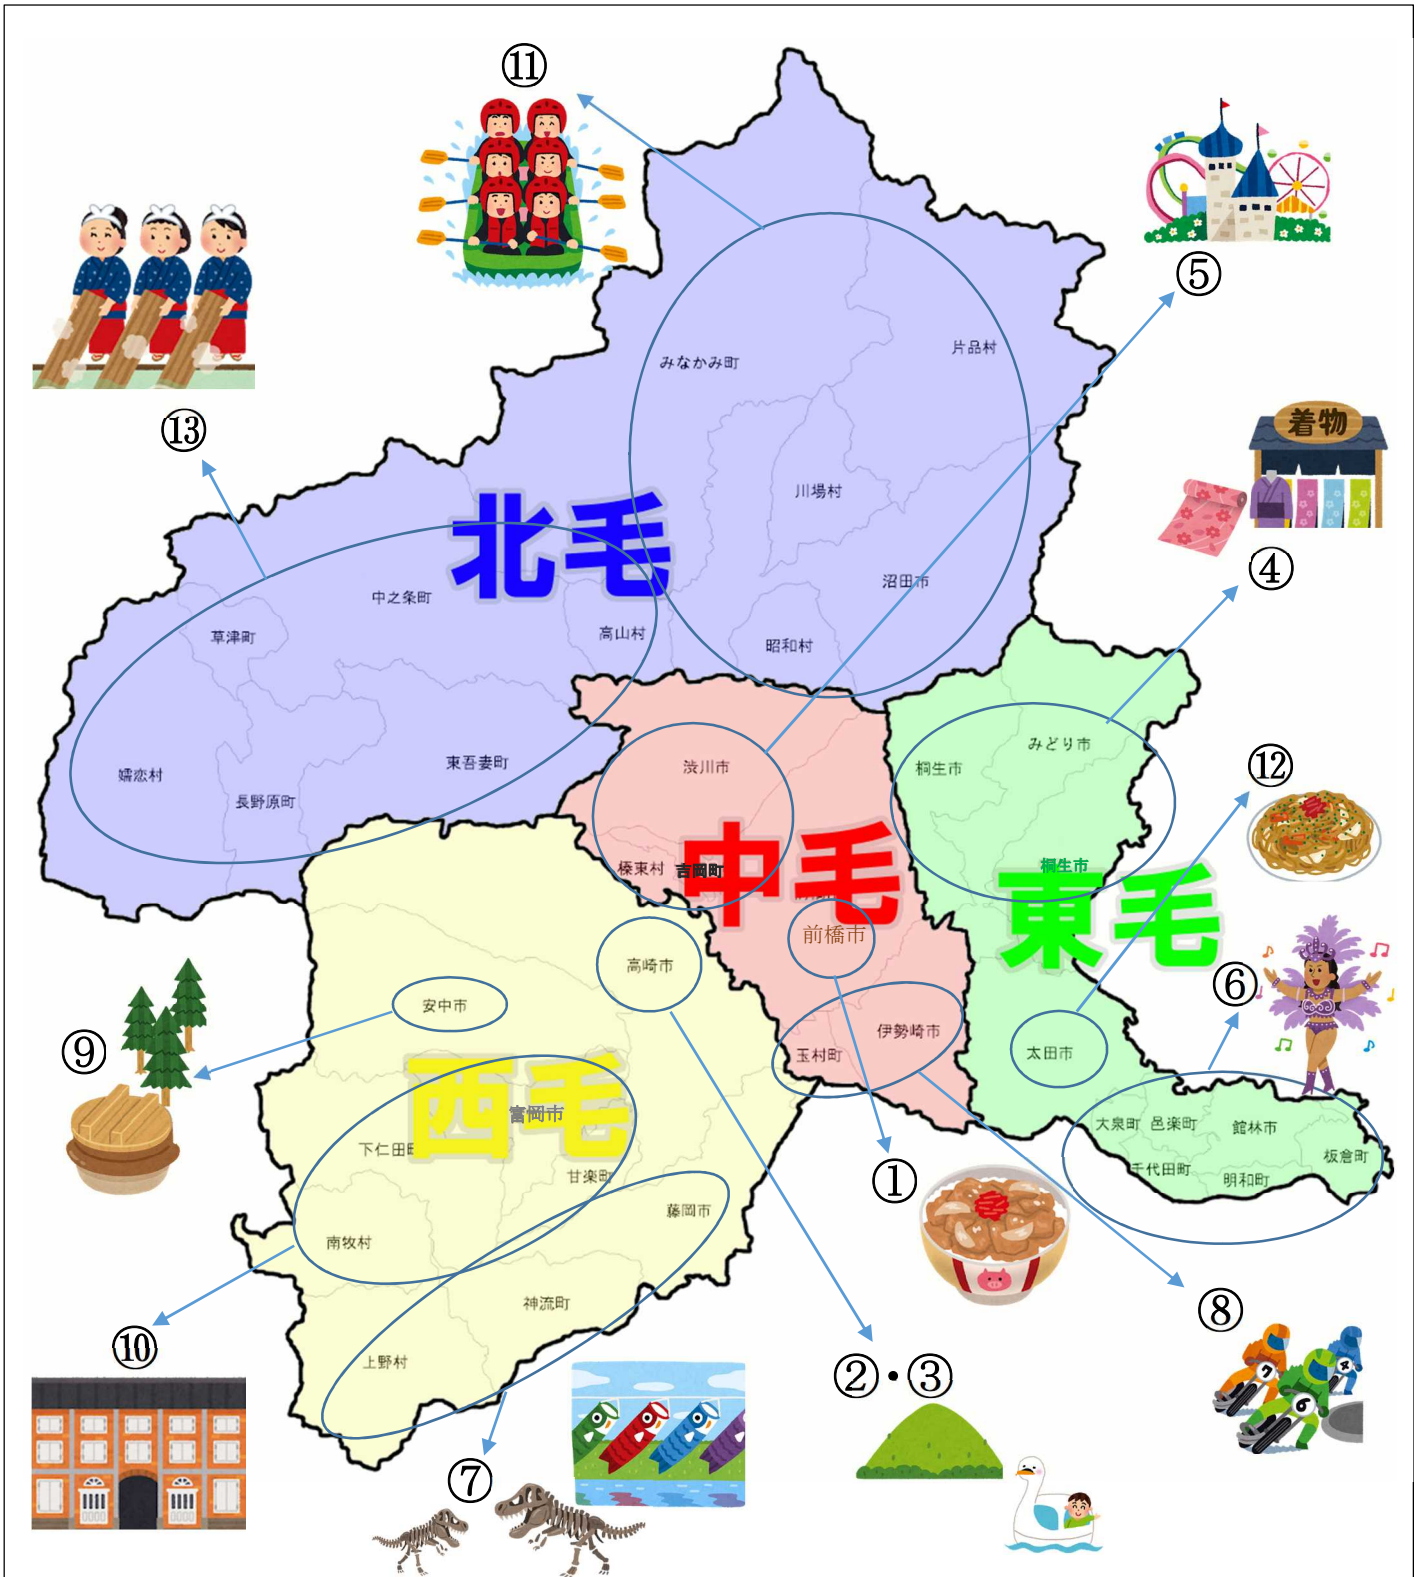 ⑪
⑤
みなかみ町
片品村
着物
⑬
川場村
北毛
④
沼田市
中之条町
草津町
高山村
昭和村
みどり市
桐生市
渋川市
東吾妻町
嬬恋村
長野原町
⑫
榛東村
吉岡町
中毛
桐生市
東毛
前橋市
高崎市
⑥
安中市
伊勢崎市
玉村町
太田市
⑨
西毛
富岡市
下仁田町
甘楽町
大泉町
邑楽町
館林市
板倉町
千代田町
明和町
①
藤岡市
南牧村
神流町
⑧
⑩
上野村
②・③
7
6
4
⑦